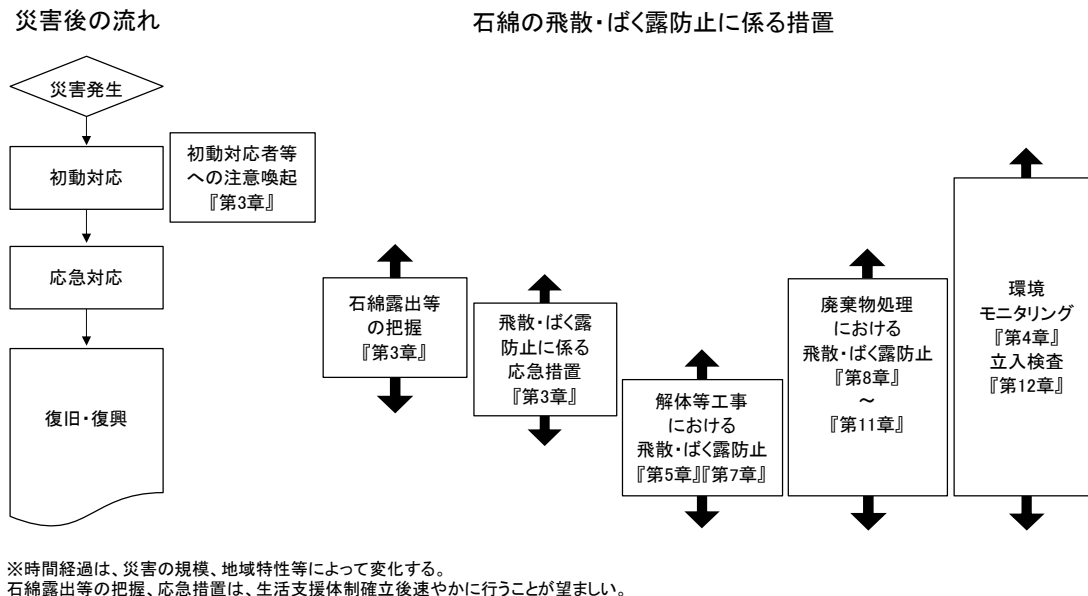 災害後の流れ
石綿の飛散・ばく露防止に係る措置
災害発生
初動対応
初動対応者等
への注意喚起
『第3章』
応急対応
復旧・復興
石綿露出等
の把握
『第3章』
飛散・ばく露
防止に係る
応急措置
『第3章』
解体等工事
における
飛散・ばく露防止
『第5章』『第7章』
廃棄物処理
における
飛散・ばく露防止
『第8章』
～
『第11章』
環境
モニタリング
『第4章』
立入検査
『第12章』
※時間経過は、災害の規模、地域特性等によって変化する。
石綿露出等の把握、応急措置は、生活支援体制確立後速やかに行うことが望ましい。